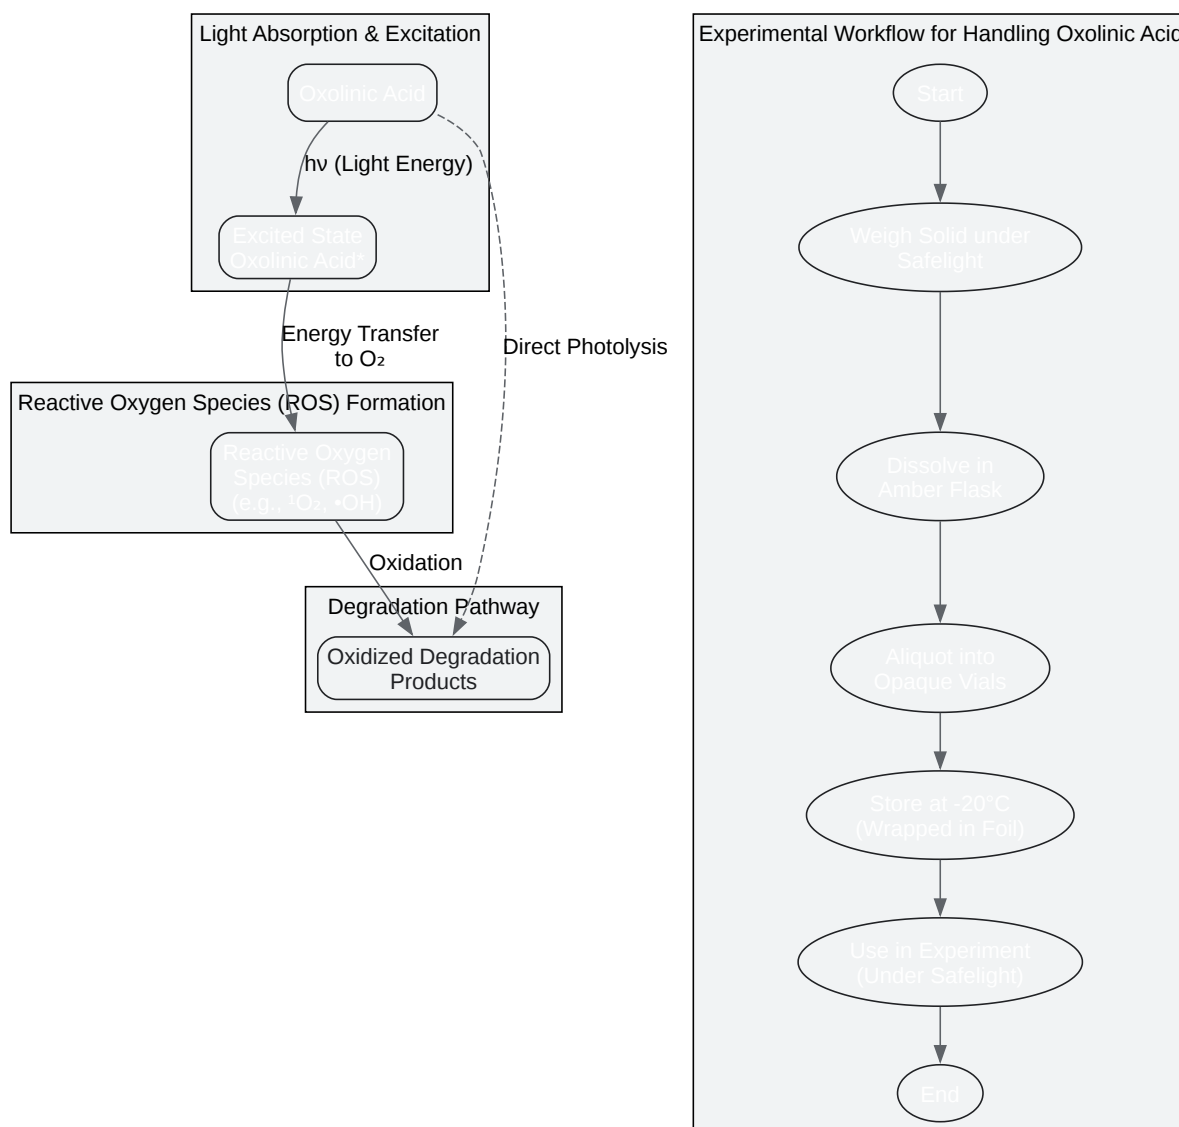 Light Absorption & Excitation
Oxolinic Acid
hν (Light Energy)
Excited State
Oxolinic Acid*
Energy Transfer
to O₂
Direct Photolysis
Reactive Oxygen Species (ROS) Formation
Reactive Oxygen
Species (ROS)
(e.g., ¹O₂, •OH)
Oxidation
Degradation Pathway
Oxidized Degradation
Products
Experimental Workflow for Handling Oxolinic Acid
Start
Weigh Solid under
Safelight
Dissolve in
Amber Flask
Aliquot into
Opaque Vials
Store at -20°C
(Wrapped in Foil)
Use in Experiment
(Under Safelight)
End